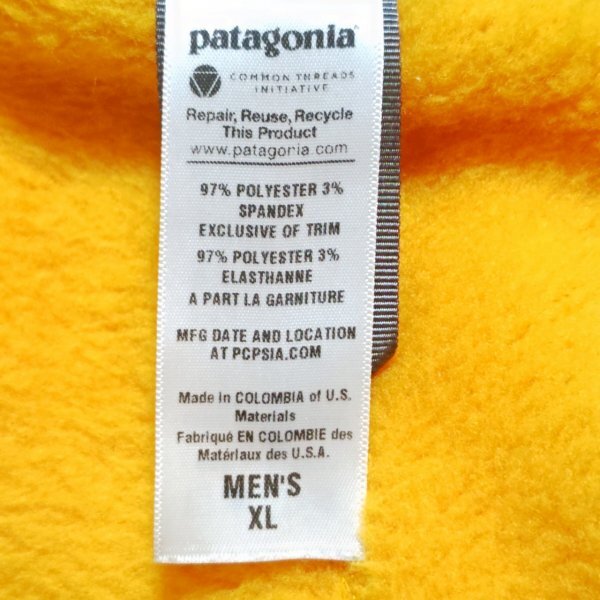 patagonia
COMMON THREADS
INITIATIVE
Repair, Reuse, Recycle
This Product
www.patagonia.com
97% POLYESTER 3%
SPANDEX
EXCLUSIVE OF TRIM
97% POLYESTER 3%
ELASTHANNE
A PART LA GARNITURE
MFG DATE AND LOCATION
AT PCPSIA.COM
Made in COLOMBIA of U.S.
Materials
Fabriqué EN COLOMBIE des
Matériaux des U.S.A.
MEN'S
XL